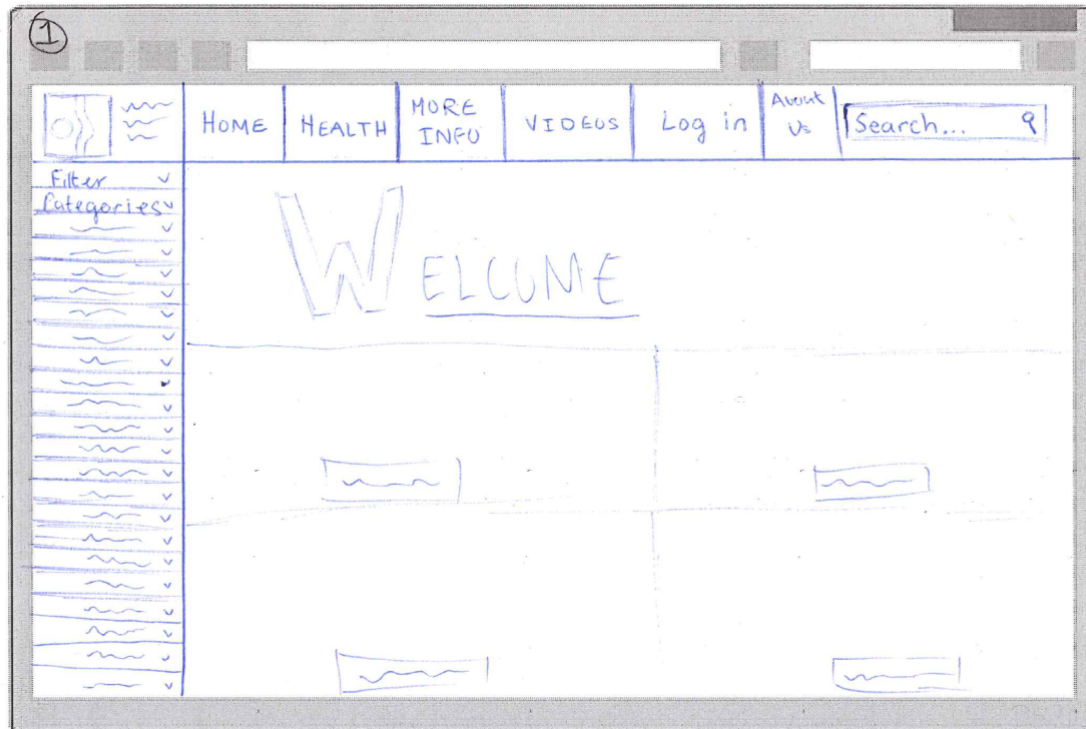 1
HOME
HEALTH
MORE
INFO
VIDEOS
Log in
About
Us
Search...
Filter
Categories
WELCOME